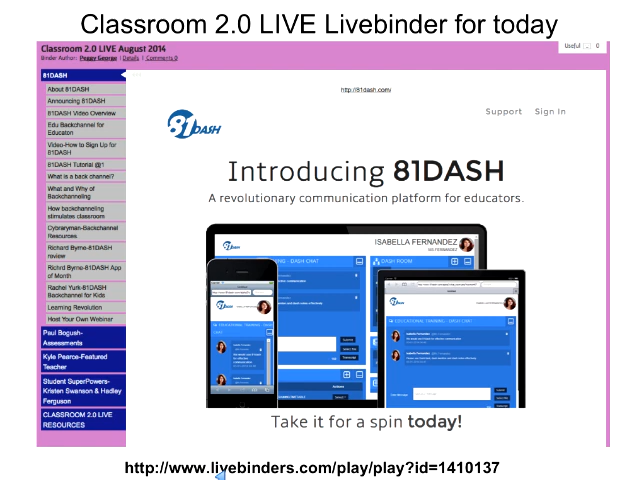 Classroom 2.0 LIVE Livebinder for today
Classroom 2.0 LIVE August 2014
Useful
0
Binder Author: Peggy George | Details | Comments 0
81DASH
About 81DASH
Announcing 81DASH
81DASH Video Overview
Edu Backchannel for
Educaton
Video-How to Sign Up for
81DASH
81DASH Tutorial @1
What is a back channel?
What and Why of
Backchanneling
How backchanneling
stimulates classroom
Cybraryman-Backchannel
Resources
Richard Byrne-81DASH
review
Richrd Byrne-81DASH App
of Month
Rachel Yurk-81DASH
Backchannel for Kids
Learning Revolution
Host Your Own Webinar
Paul Bogush-
Assessments
Kyle Pearce-Featured
Teacher
Student SuperPowers-
Kristen Swanson & Hadley
Ferguson
CLASSROOM 2.0 LIVE
RESOURCES
http://81dash.com/
Support Sign In
81DASH
Introducing 81DASH
A revolutionary communication platform for educators.
ISABELLA FERNANDEZ
DASH CHAT
DASH ROOM
EDUCATIONAL TRAINING - DASH CHAT
Take it for a spin today!
http://www.livebinders.com/play/play?id=1410137